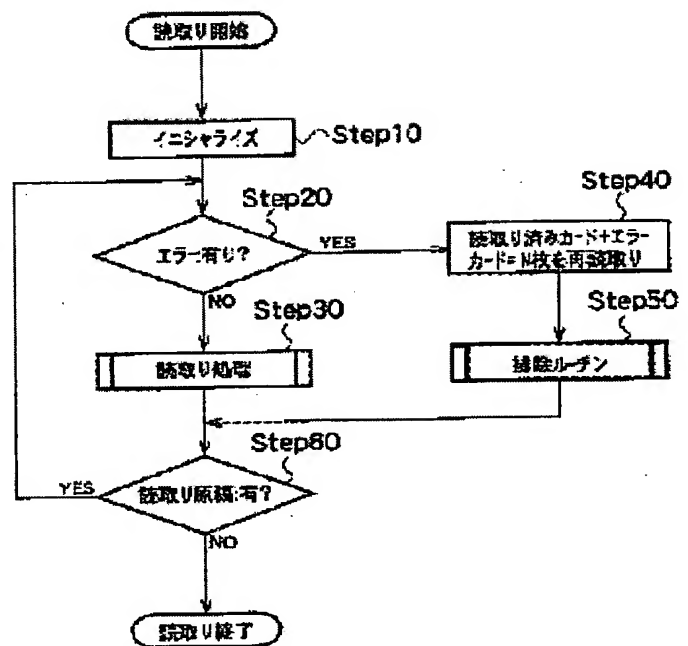 読取り開始
イニシャライズ
Step10
Step20
エラー有り?
YES
NO
Step40
読取り済みカード+エラー
カード=N枚を再読取り
Step30
読取り処理
Step50
排除ルーチン
Step60
読取り原稿有?
YES
NO
読取り終了